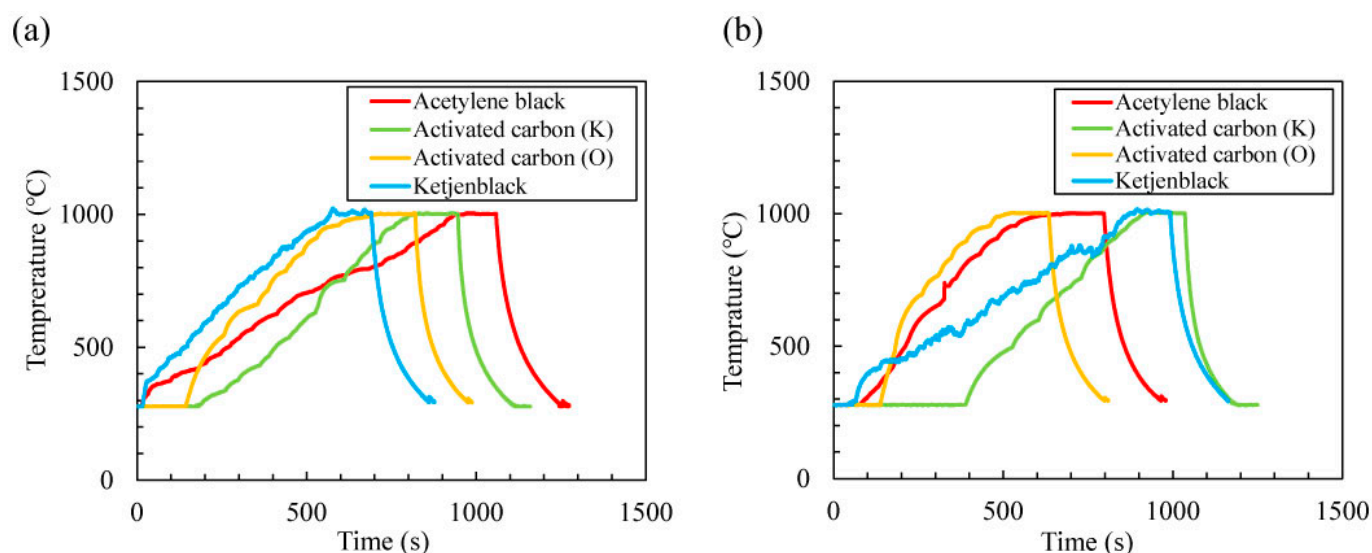 (a)
Temprerature (°C)
1500
1000
500
0
Acetylene black
Activated carbon (K)
Activated carbon (O)
Ketjenblack
0
500
1000
1500
Time (s)
(b)
Temprature (°C)
1500
1000
500
0
Acetylene black
Activated carbon (K)
Activated carbon (O)
Ketjenblack
0
500
1000
1500
Time (s)